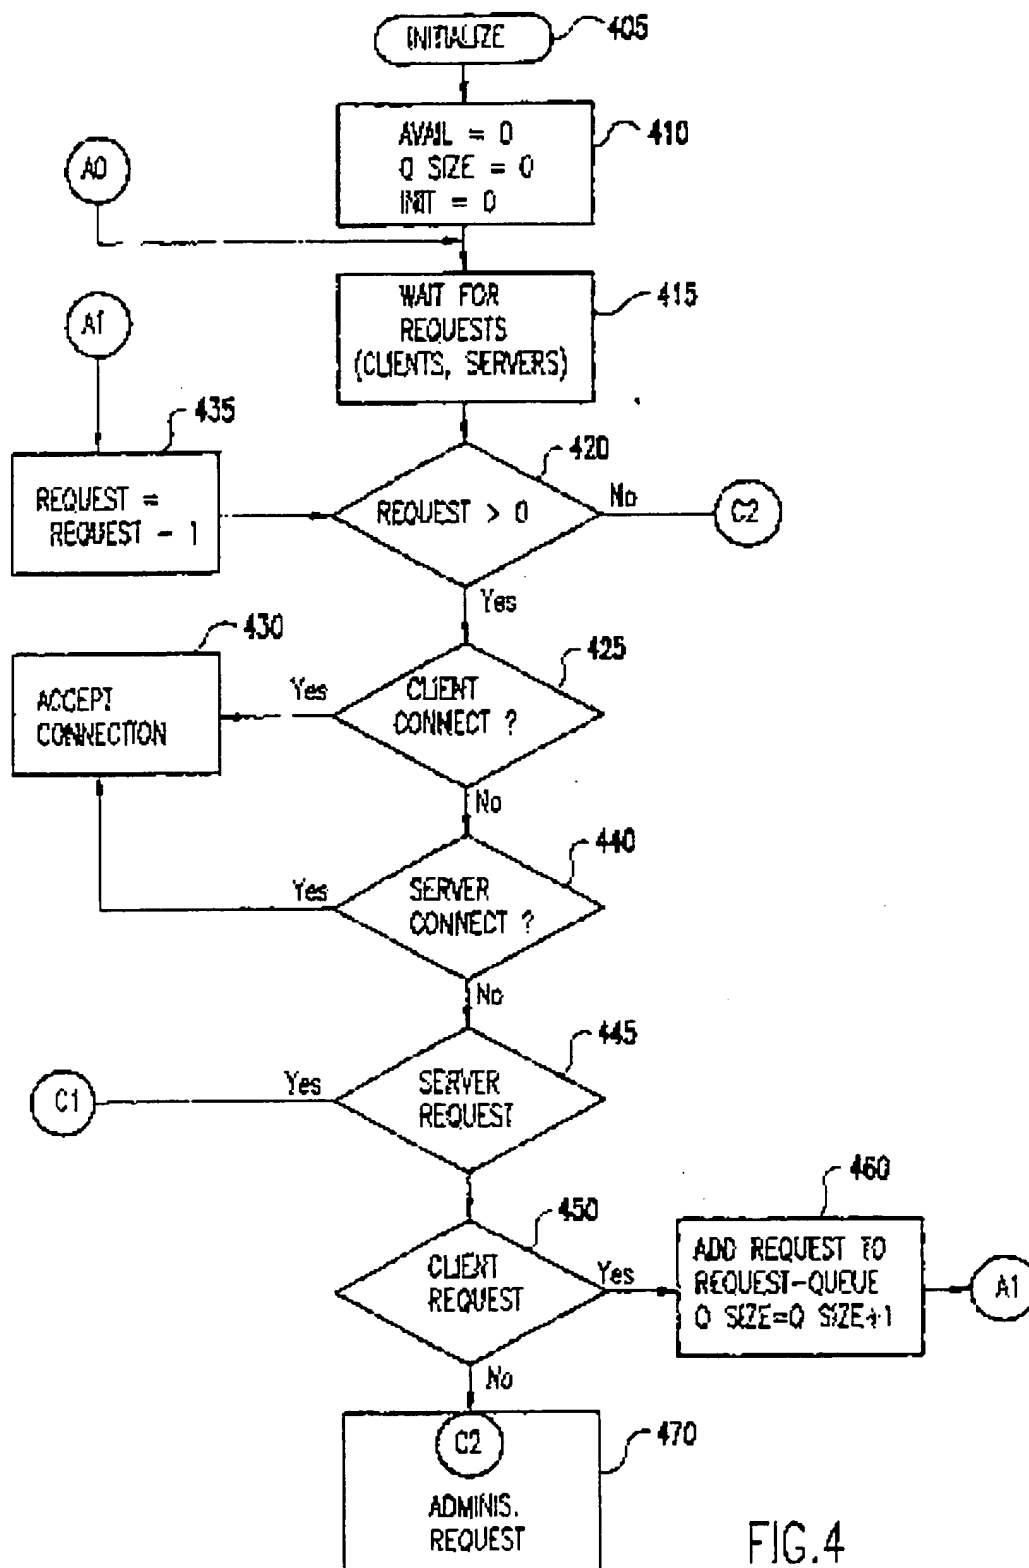 INITIALIZE
405
AVAIL = 0
Q SIZE = 0
INIT = 0
410
A0
WAIT FOR
REQUESTS
(CLIENTS, SERVERS)
415
A1
435
REQUEST =
REQUEST - 1
420
REQUEST > 0
No
C2
Yes
430
ACCEPT
CONNECTION
Yes
425
CLIENT
CONNECT ?
No
440
Yes
SERVER
CONNECT ?
No
445
C1
Yes
SERVER
REQUEST
450
CLIENT
REQUEST
Yes
460
ADD REQUEST TO
REQUEST-QUEUE
Q SIZE=Q SIZE+1
A1
No
C2
470
ADMINIS.
REQUEST
FIG.4